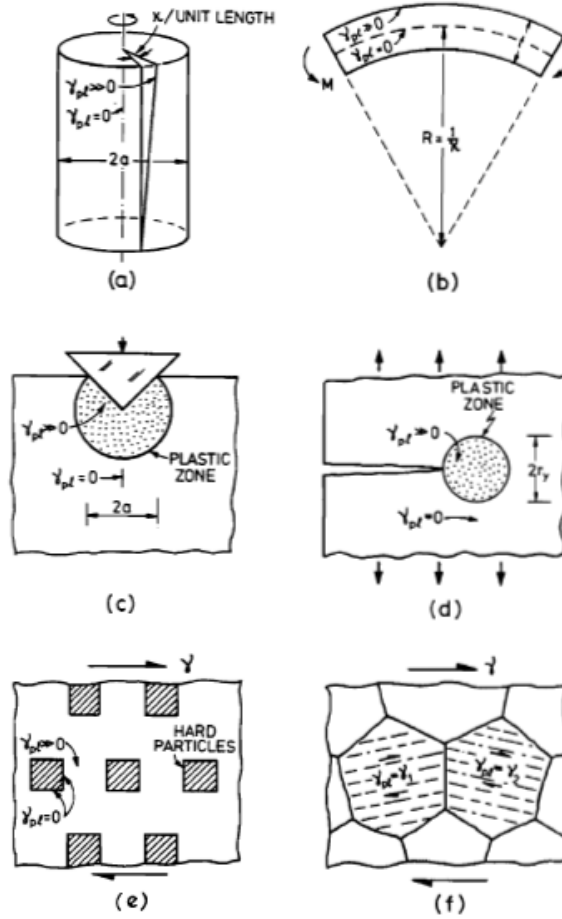 ϰ/UNIT LENGTH
γpl≫0
γpl=0
2a
(a)
γpl≫0
γpl=0
M
R=1/ϰ
(b)
γpl≫0
PLASTIC ZONE
γpl=0
2a
(c)
PLASTIC
ZONE
γpl≫0
2ry
γpl=0
(d)
γ
HARD
PARTICLES
γpl≫0
γpl=0
(e)
γ
γpl=γ1
γpl=γ2
(f)